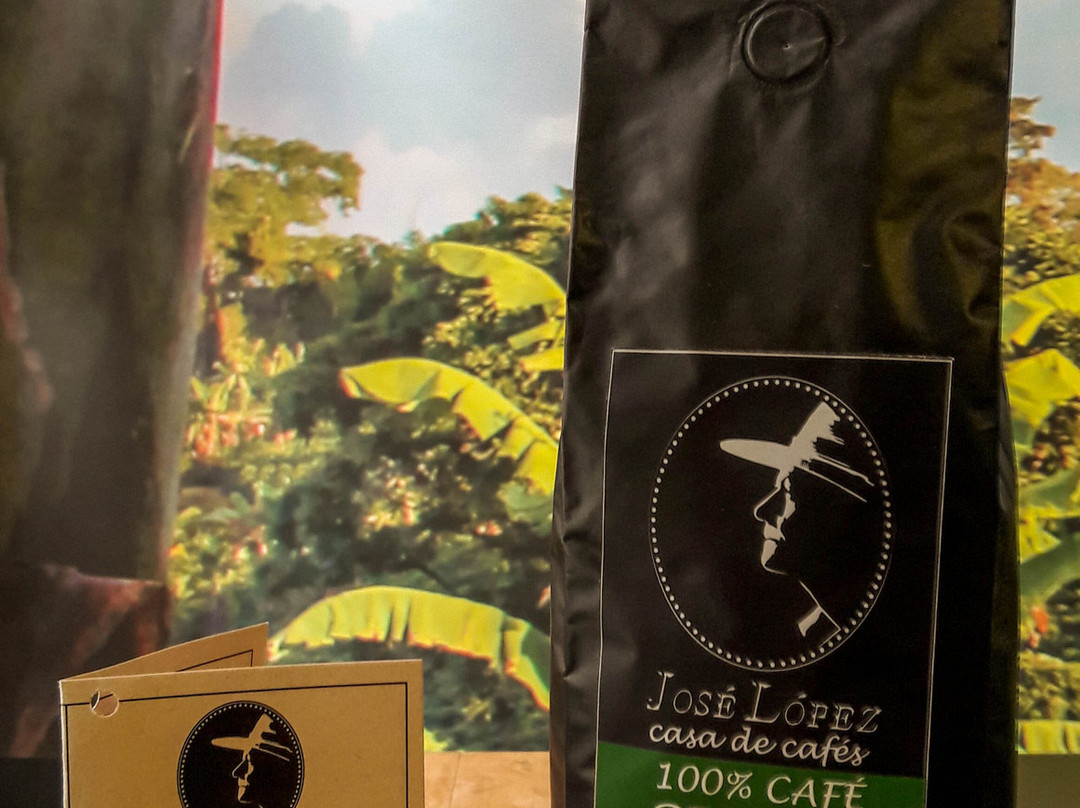 JOSÉ LÓPEZ
casa de cafés
100% CAFÉ